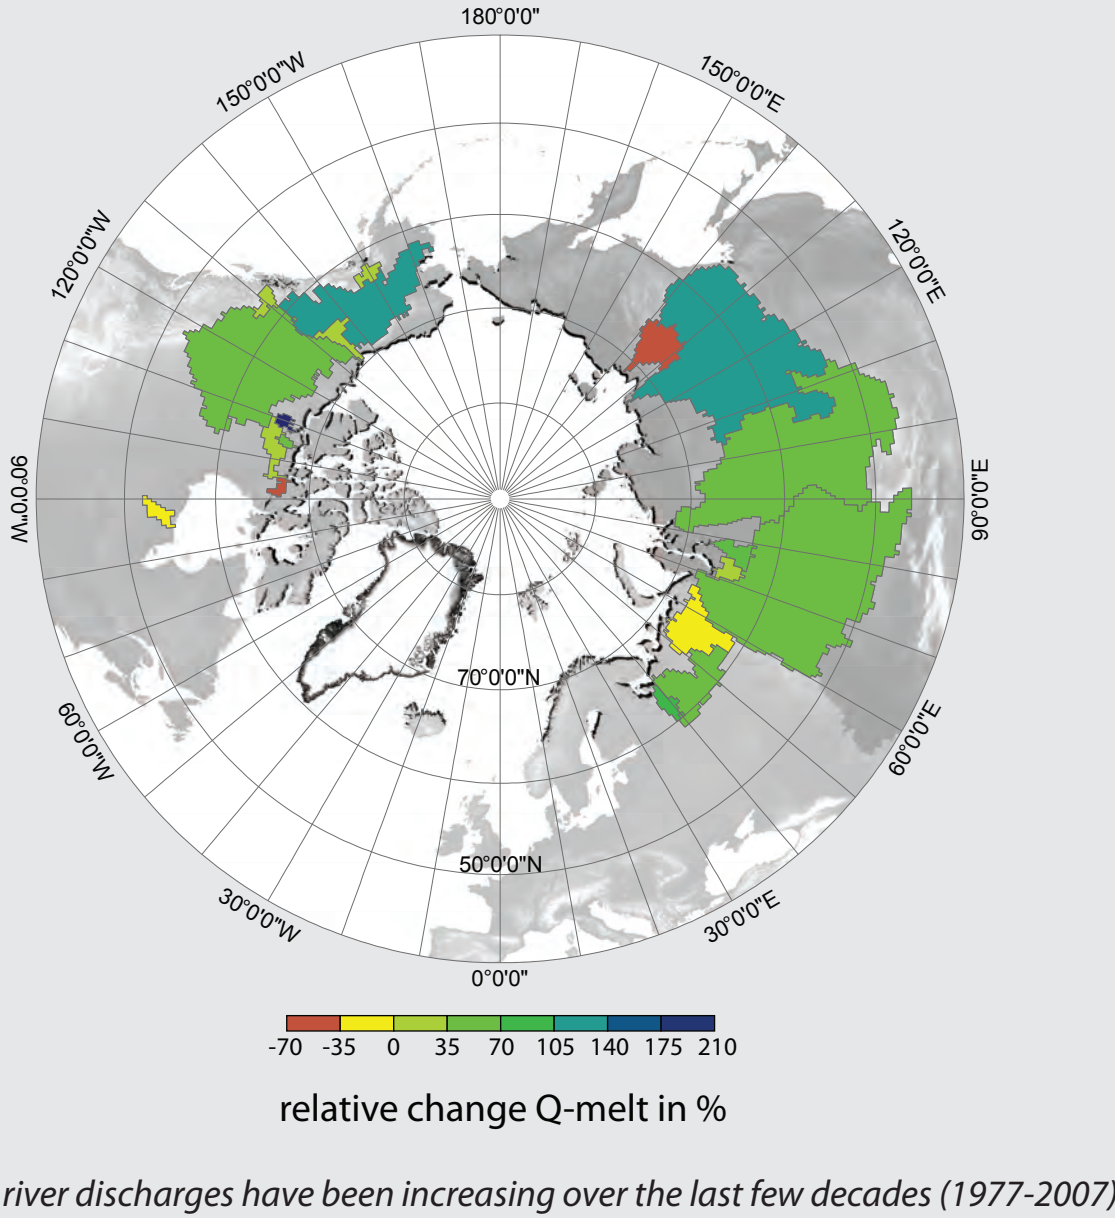 180°0'0"
150°0'0"W
150°0'0"E
120°0'0"W
120°0'0"E
90°0'0"W
90°0'0"E
70°0'0"N
60°0'0"W
60°0'0"E
50°0'0"N
30°0'0"W
30°0'0"E
0°0'0"
-70 -35 0 35 70 105 140 175 210
relative change Q-melt in %
river discharges have been increasing over the last few decades (1977-2007)